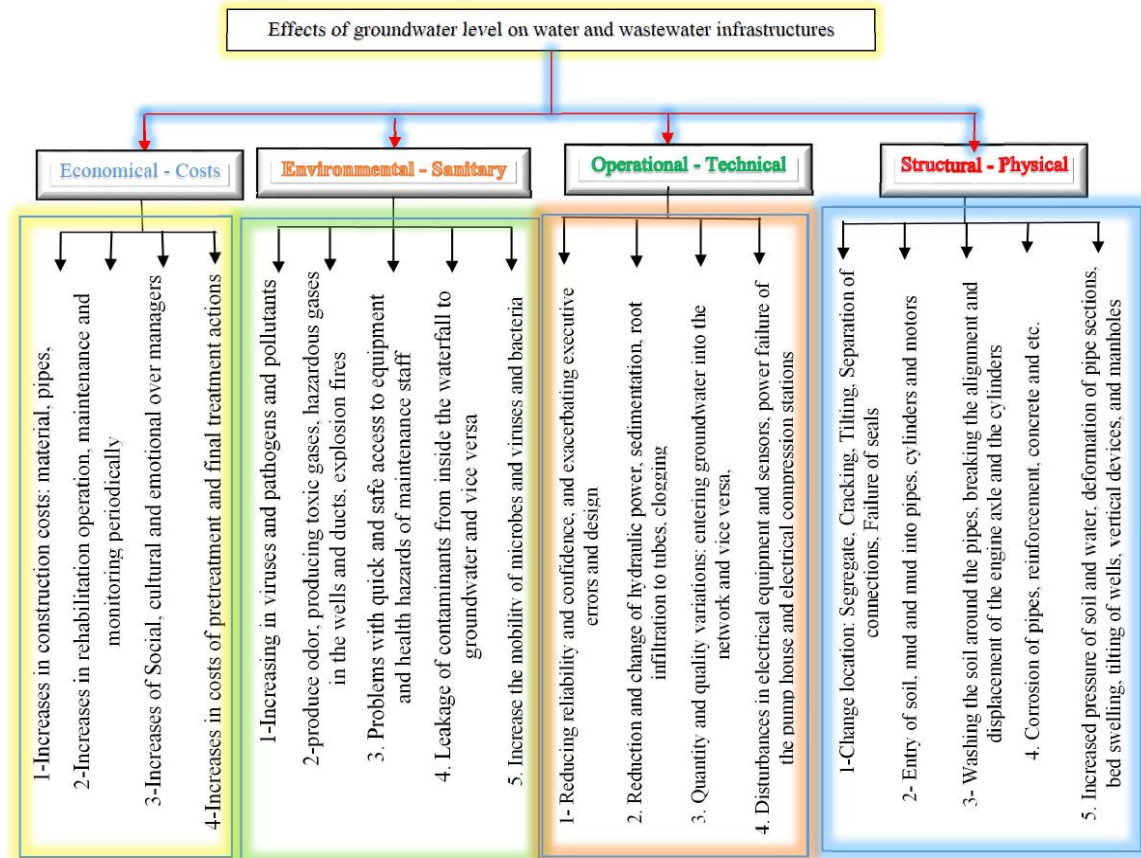 Effects of groundwater level on water and wastewater infrastructures
Economical - Costs
1-Increases in construction costs: material, pipes,
2-Increases in rehabilitation operation, maintenance and
monitoring periodically
3-Increases of Social, cultural and emotional over managers
4-Increases in costs of pretreatment and final treatment actions
Environmental - Sanitary
1-Increasing in viruses and pathogens and pollutants
2-produce odor, producing toxic gases, hazardous gases
in the wells and ducts, explosion fires
3. Problems with quick and safe access to equipment
and health hazards of maintenance staff
4. Leakage of contaminants from inside the waterfall to
groundwater and vice versa
5. Increase the mobility of microbes and viruses and bacteria
Operational - Technical
1- Reducing reliability and confidence, and exacerbating executive
errors and design
2. Reduction and change of hydraulic power, sedimentation, root
infiltration to tubes, clogging
3. Quantity and quality variations: entering groundwater into the
network and vice versa,
4. Disturbances in electrical equipment and sensors, power failure of
the pump house and electrical compression stations
Structural - Physical
1-Change location: Segregate, Cracking, Tilting, Separation of
connections, Failure of seals
2- Entry of soil, mud and mud into pipes, cylinders and motors
3- Washing the soil around the pipes, breaking the alignment and
displacement of the engine axle and the cylinders
4. Corrosion of pipes, reinforcement, concrete and etc.
5. Increased pressure of soil and water, deformation of pipe sections,
bed swelling, tilting of wells, vertical devices, and manholes